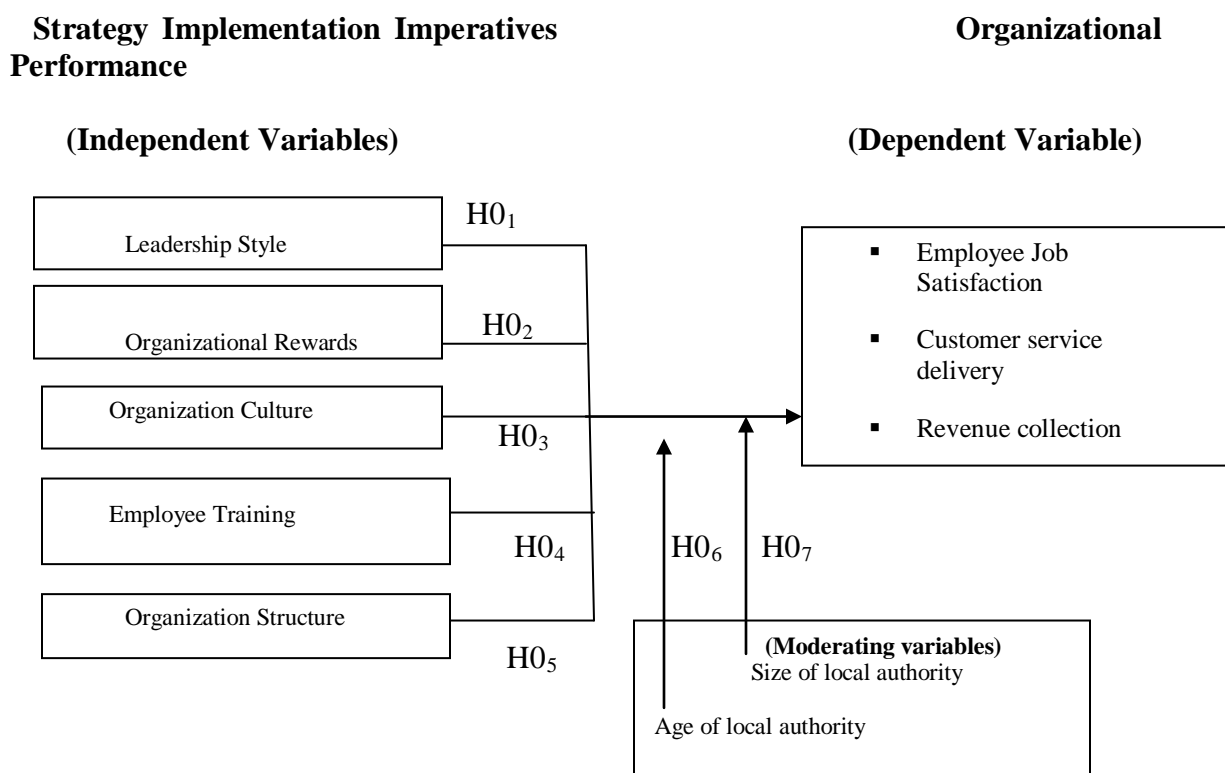 Strategy Implementation Imperatives Organizational
Performance
(Independent Variables) (Dependent Variable)
H0₁
Leadership Style
H0₂
Organizational Rewards
Organization Culture
H0₃
Employee Training
H0₄
Organization Structure
H0₅
▪ Employee Job
Satisfaction
▪ Customer service
delivery
▪ Revenue collection
H0₆ H0₇
(Moderating variables)
Size of local authority
Age of local authority